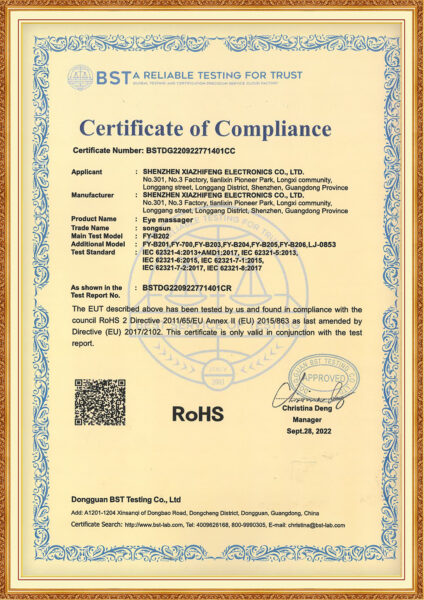 BST A RELIABLE TESTING FOR TRUST
Certificate of Compliance
Certificate Number: BSTDG220922771401CC
Applicant : SHENZHEN XIAZHIFENG ELECTRONICS CO., LTD.
No.301, No.3 Factory, tianlixin Pioneer Park, Longxi community,
Longgang street, Longgang District, Shenzhen, Guangdong Province
Manufacturer : SHENZHEN XIAZHIFENG ELECTRONICS CO., LTD.
No.301, No.3 Factory, tianlixin Pioneer Park, Longxi community,
Longgang street, Longgang District, Shenzhen, Guangdong Province
Product Name : Eye massager
Trade Name : songsun
Main Test Model : FY-B202
Additional Model : FY-B201,FY-700,FY-B203,FY-B204,FY-B205,FY-B206,LJ-0853
Test Standard : IEC 62321-4:2013+AMD1:2017, IEC 62321-5:2013,
IEC 62321-6:2015, IEC 62321-7-1:2015,
IEC 62321-7-2:2017, IEC 62321-8:2017
As shown in the
Test Report No. : BSTDG220922771401CR
The EUT described above has been tested by us and found in compliance with the
council RoHS 2 Directive 2011/65/EU Annex II (EU) 2015/863 as last amended by
Directive (EU) 2017/2102. This certificate is only valid in conjunction with the test
report.
APPROVED
RoHS
Christina Deng
Manager
Sept.28, 2022
Dongguan BST Testing Co., Ltd
Add: A1201-1204 Xinsanqi of Dongbao Road, Dongcheng District, Dongguan, Guangdong, China
Certificate Search: http://www.bst-lab.com, Tel: 4009628168, 800-9990305, E-mail: christina@bst-lab.com